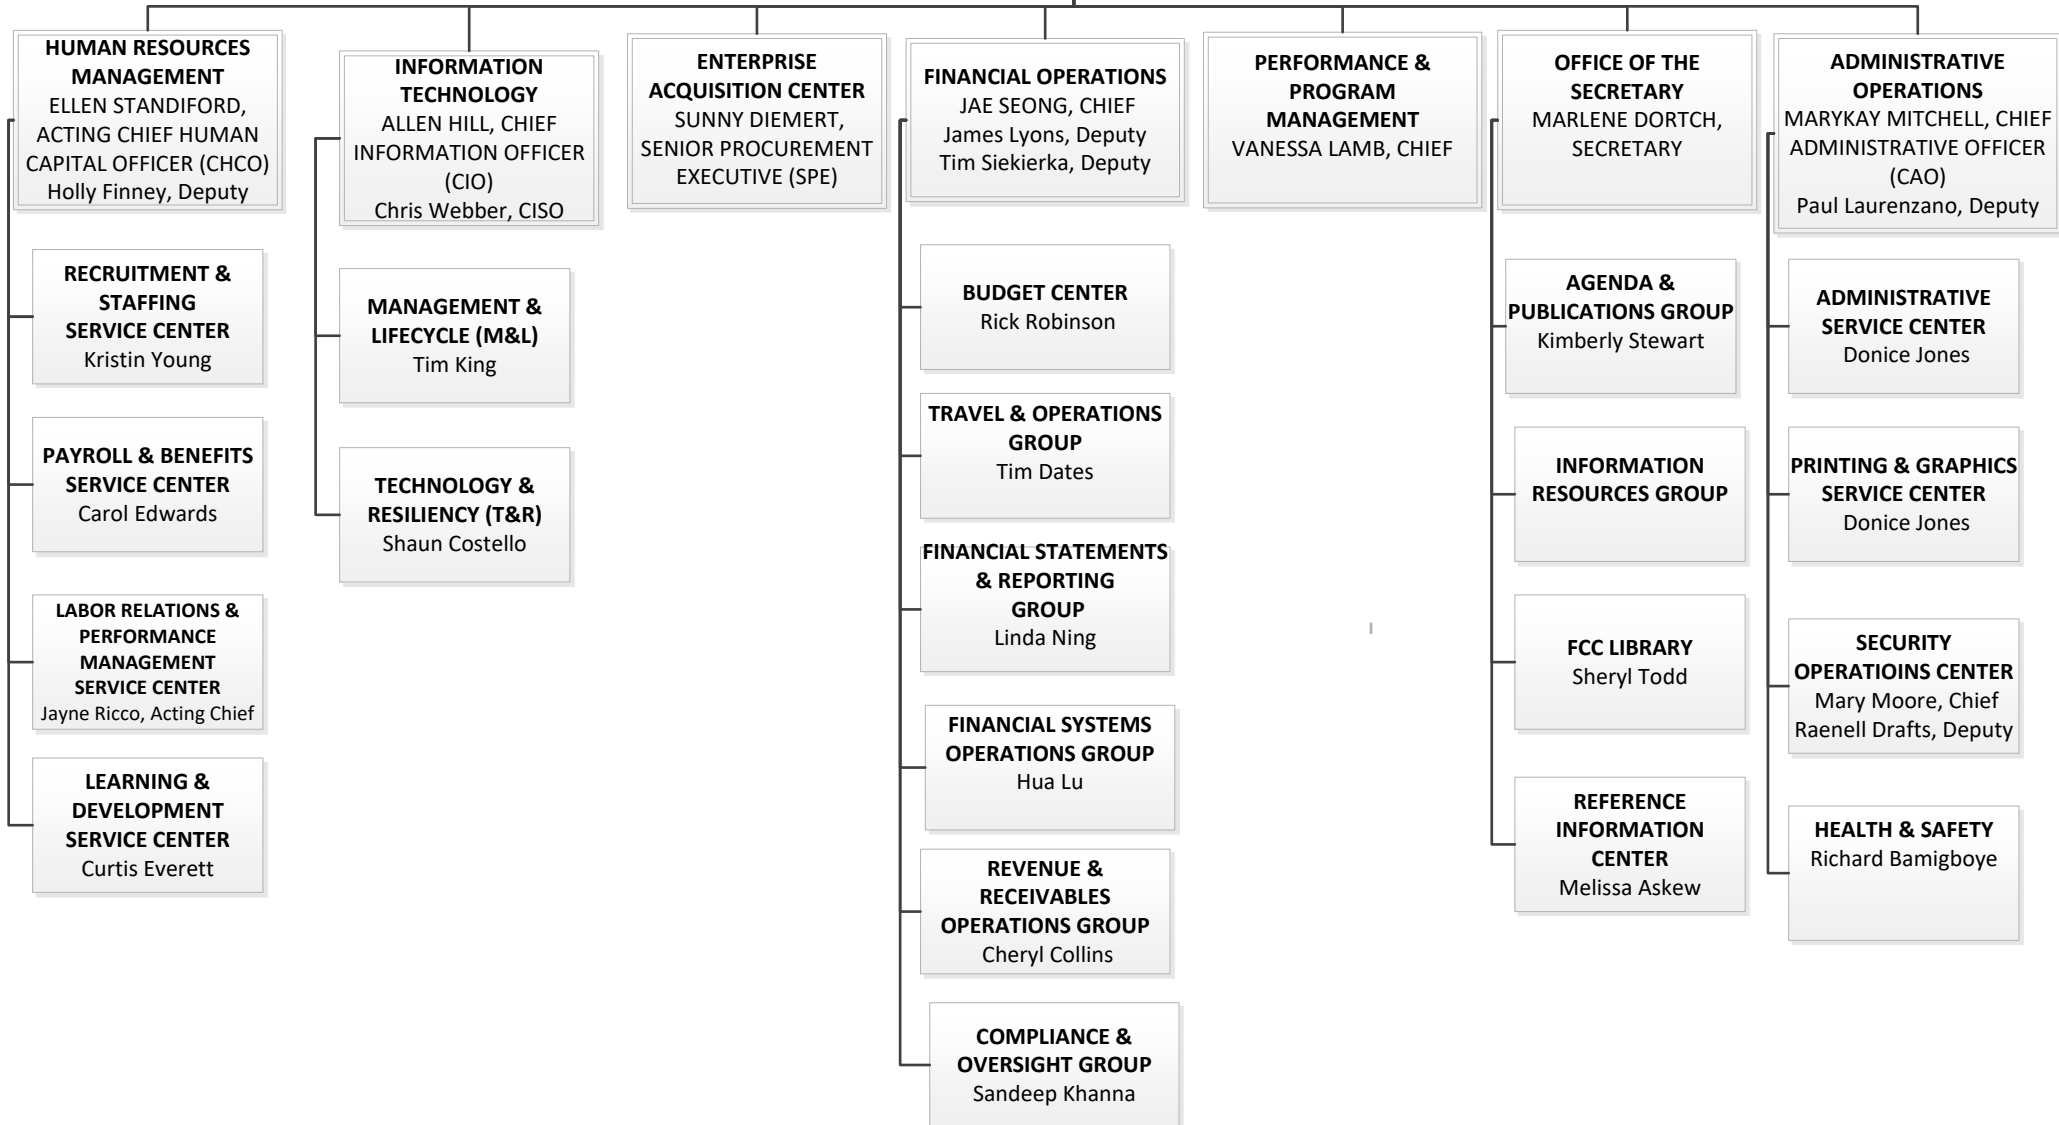 HUMAN RESOURCES
MANAGEMENT
ELLEN STANDIFORD,
ACTING CHIEF HUMAN
CAPITAL OFFICER (CHCO)
Holly Finney, Deputy
RECRUITMENT &
STAFFING
SERVICE CENTER
Kristin Young
PAYROLL & BENEFITS
SERVICE CENTER
Carol Edwards
LABOR RELATIONS &
PERFORMANCE
MANAGEMENT
SERVICE CENTER
Jayne Ricco, Acting Chief
LEARNING &
DEVELOPMENT
SERVICE CENTER
Curtis Everett
INFORMATION
TECHNOLOGY
ALLEN HILL, CHIEF
INFORMATION OFFICER
(CIO)
Chris Webber, CISO
MANAGEMENT &
LIFECYCLE (M&L)
Tim King
TECHNOLOGY &
RESILIENCY (T&R)
Shaun Costello
ENTERPRISE
ACQUISITION CENTER
SUNNY DIEMERT,
SENIOR PROCUREMENT
EXECUTIVE (SPE)
FINANCIAL OPERATIONS
JAE SEONG, CHIEF
James Lyons, Deputy
Tim Siekierka, Deputy
BUDGET CENTER
Rick Robinson
TRAVEL & OPERATIONS
GROUP
Tim Dates
FINANCIAL STATEMENTS
& REPORTING
GROUP
Linda Ning
FINANCIAL SYSTEMS
OPERATIONS GROUP
Hua Lu
REVENUE &
RECEIVABLES
OPERATIONS GROUP
Cheryl Collins
COMPLIANCE &
OVERSIGHT GROUP
Sandeep Khanna
PERFORMANCE &
PROGRAM
MANAGEMENT
VANESSA LAMB, CHIEF
OFFICE OF THE
SECRETARY
MARLENE DORTCH,
SECRETARY
AGENDA &
PUBLICATIONS GROUP
Kimberly Stewart
INFORMATION
RESOURCES GROUP
FCC LIBRARY
Sheryl Todd
REFERENCE
INFORMATION
CENTER
Melissa Askew
ADMINISTRATIVE
OPERATIONS
MARYKAY MITCHELL, CHIEF
ADMINISTRATIVE OFFICER
(CAO)
Paul Laurenzano, Deputy
ADMINISTRATIVE
SERVICE CENTER
Donice Jones
PRINTING & GRAPHICS
SERVICE CENTER
Donice Jones
SECURITY
OPERATIOINS CENTER
Mary Moore, Chief
Raenell Drafts, Deputy
HEALTH & SAFETY
Richard Bamigboye